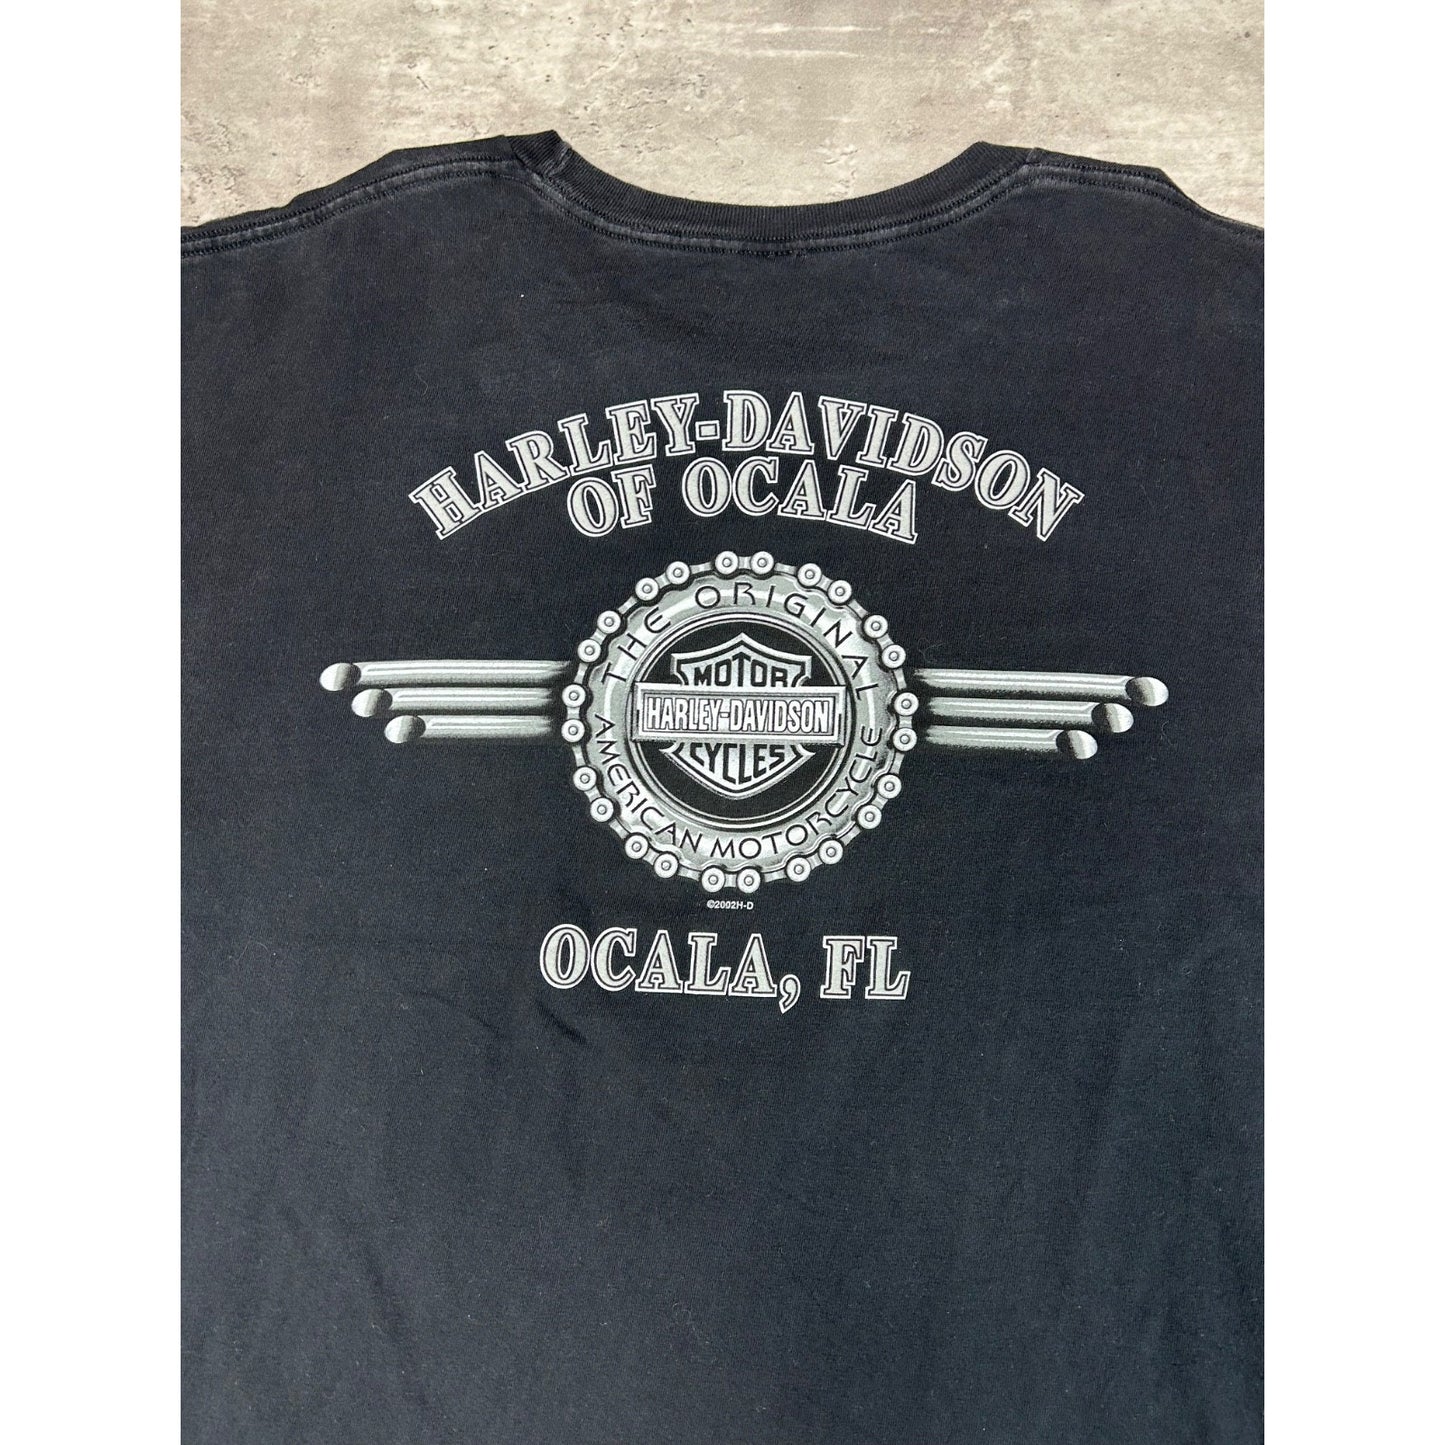 HARLEY-DAVIDSON
OF OCALA
THE ORIGINAL
MOTOR
HARLEY-DAVIDSON
CYCLES
AMERICAN MOTORCYCLE
©2002H-D
OCALA, FL